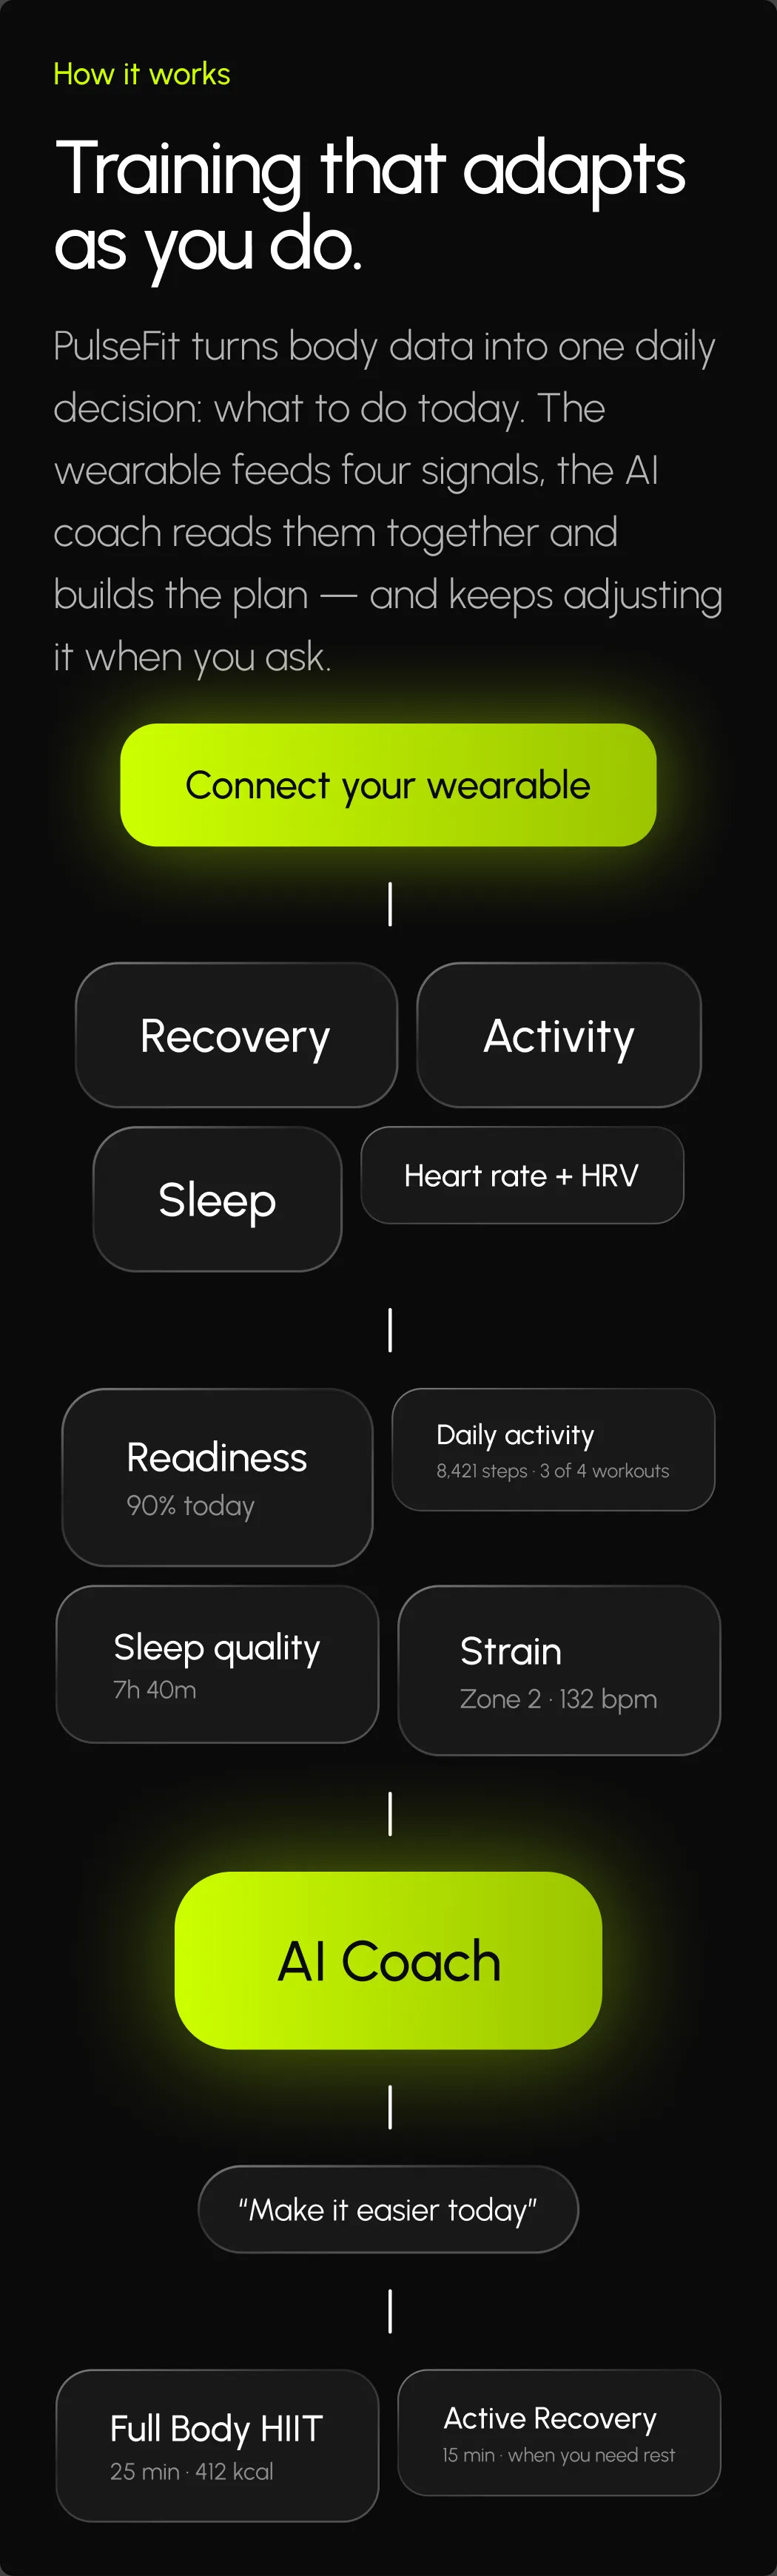 How it works
Training that adapts
as you do.
PulseFit turns body data into one daily
decision: what to do today. The
wearable feeds four signals, the AI
coach reads them together and
builds the plan — and keeps adjusting
it when you ask.
Connect your wearable
Recovery
Activity
Sleep
Heart rate + HRV
Readiness
90% today
Daily activity
8,421 steps · 3 of 4 workouts
Sleep quality
7h 40m
Strain
Zone 2 · 132 bpm
AI Coach
“Make it easier today”
Full Body HIIT
25 min · 412 kcal
Active Recovery
15 min · when you need rest